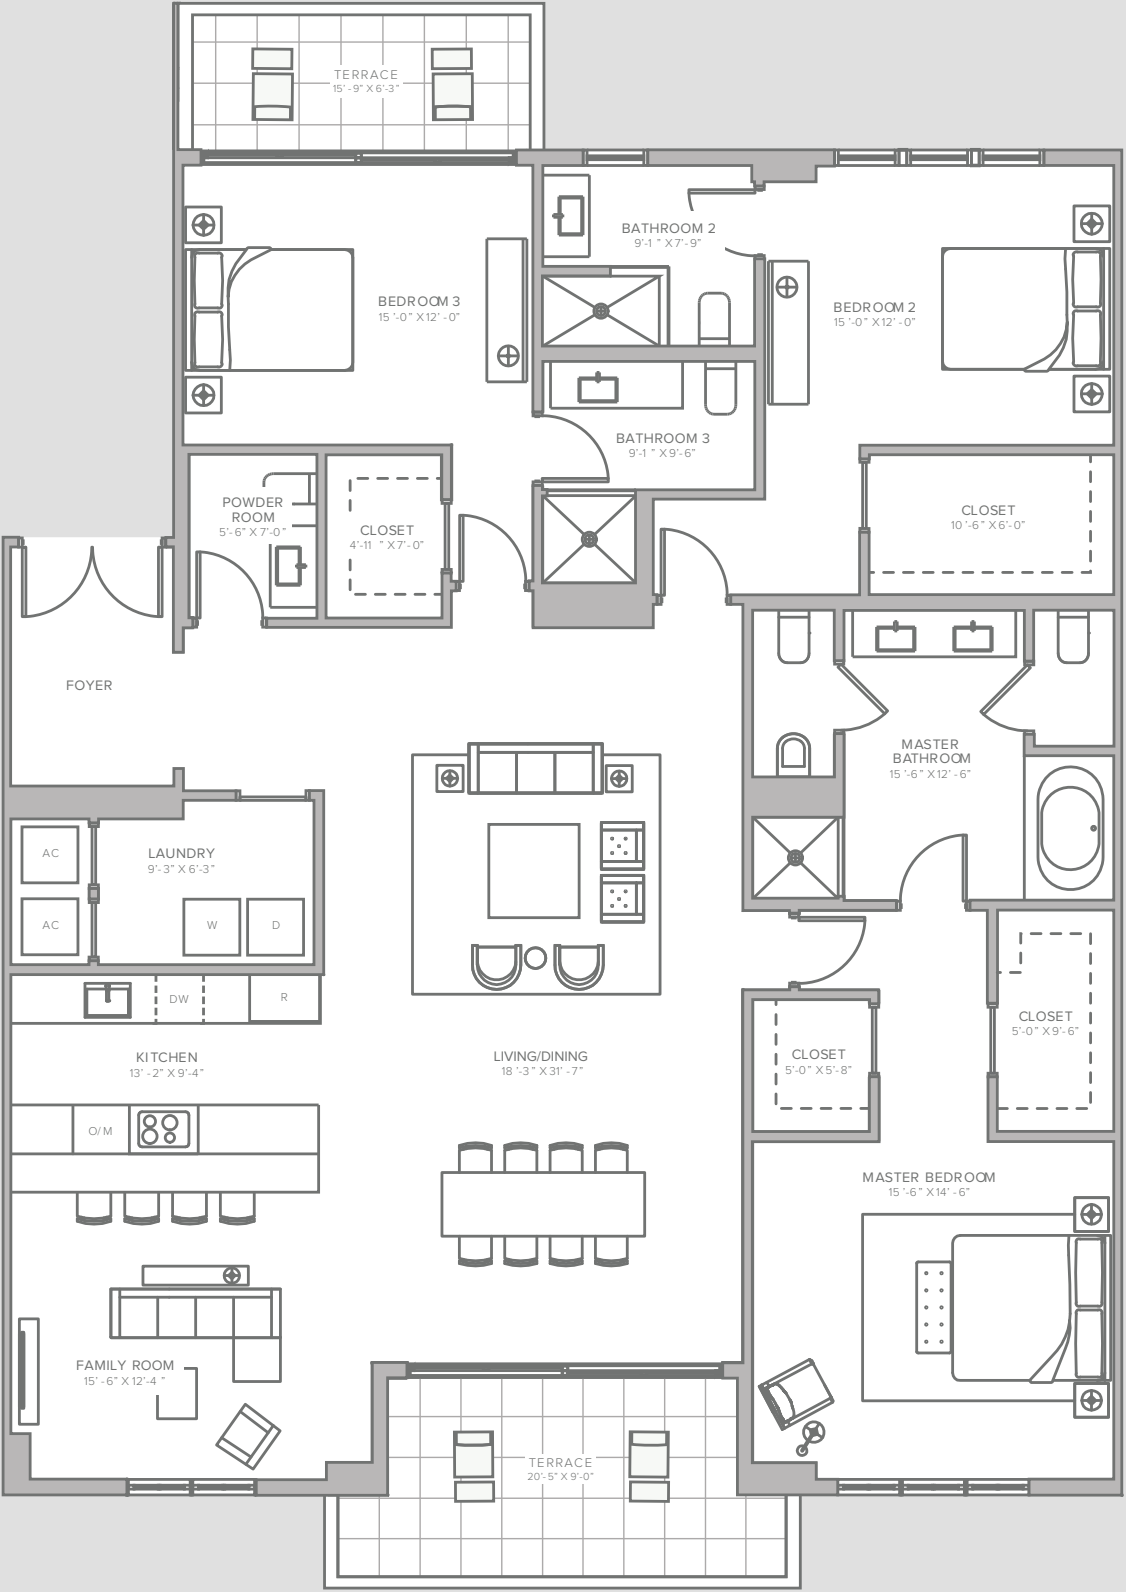 TERRACE
15'-9" X 6'-3"
BATHROOM 2
9'-1" X 7'-9"
BEDROOM 3
15'-0" X 12'-0"
BEDROOM 2
15'-0" X 12'-0"
BATHROOM 3
9'-1" X 9'-6"
POWDER
ROOM
5'-6" X 7'-0"
CLOSET
4'-11" X 7'-0"
CLOSET
10'-6" X 6'-0"
FOYER
MASTER
BATHROOM
15'-6" X 12'-6"
AC
LAUNDRY
9'-3" X 6'-3"
AC
W
D
DW
R
KITCHEN
13'-2" X 9'-4"
LIVING/DINING
18'-3" X 31'-7"
CLOSET
5'-0" X 5'-8"
CLOSET
5'-0" X 9'-6"
O/M
MASTER BEDROOM
15'-6" X 14'-6"
FAMILY ROOM
15'-6" X 12'-4"
TERRACE
20'-5" X 9'-0"